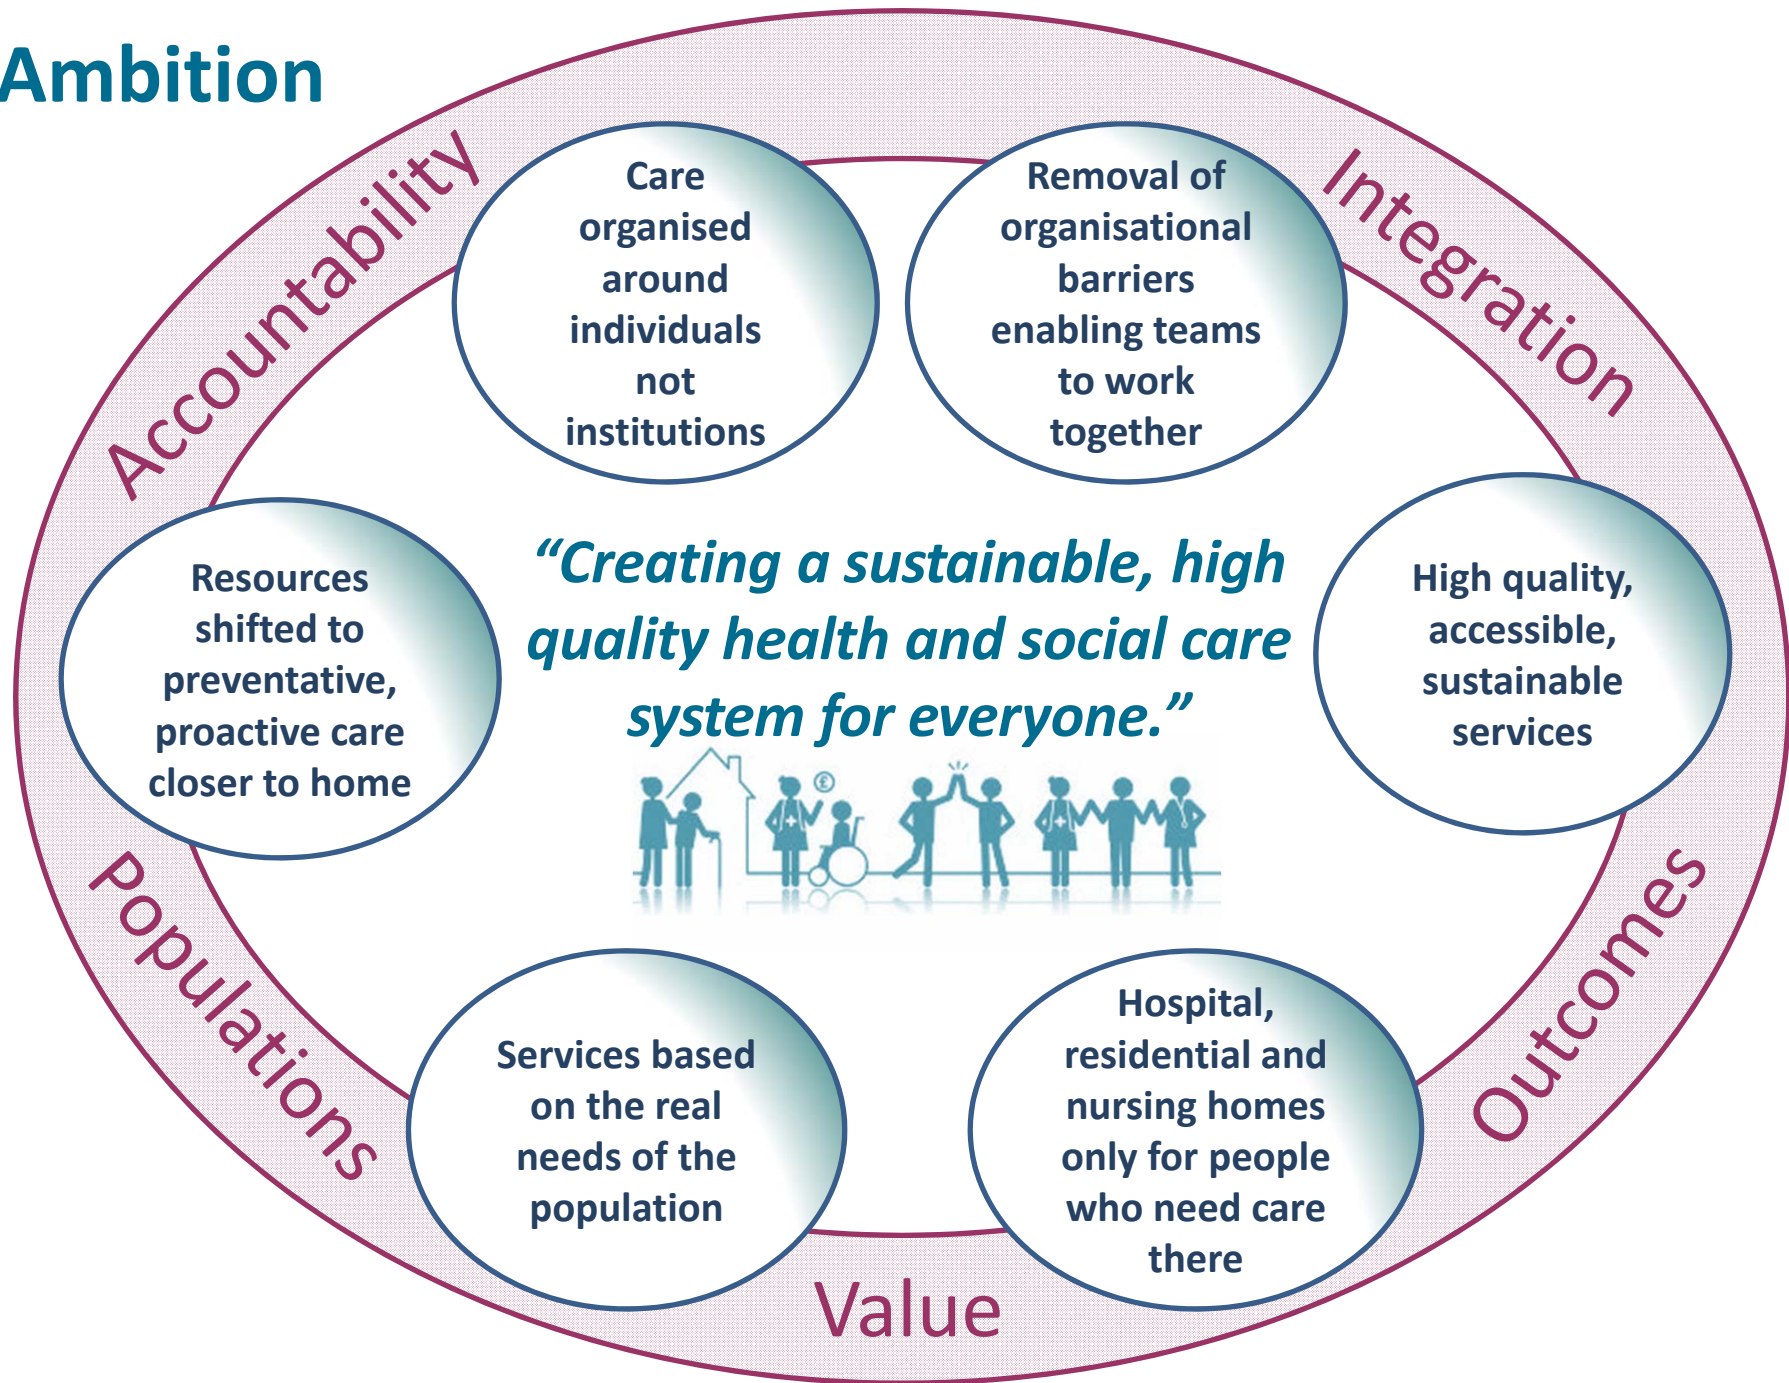 Ambition
Accountability
Integration
Care
organised
around
individuals
not
institutions
Removal of
organisational
barriers
enabling teams
to work
together
Resources
shifted to
preventative,
proactive care
closer to home
“Creating a sustainable, high
quality health and social care
system for everyone.”
£
High quality,
accessible,
sustainable
services
Populations
Outcomes
Services based
on the real
needs of the
population
Hospital,
residential and
nursing homes
only for people
who need care
there
Value